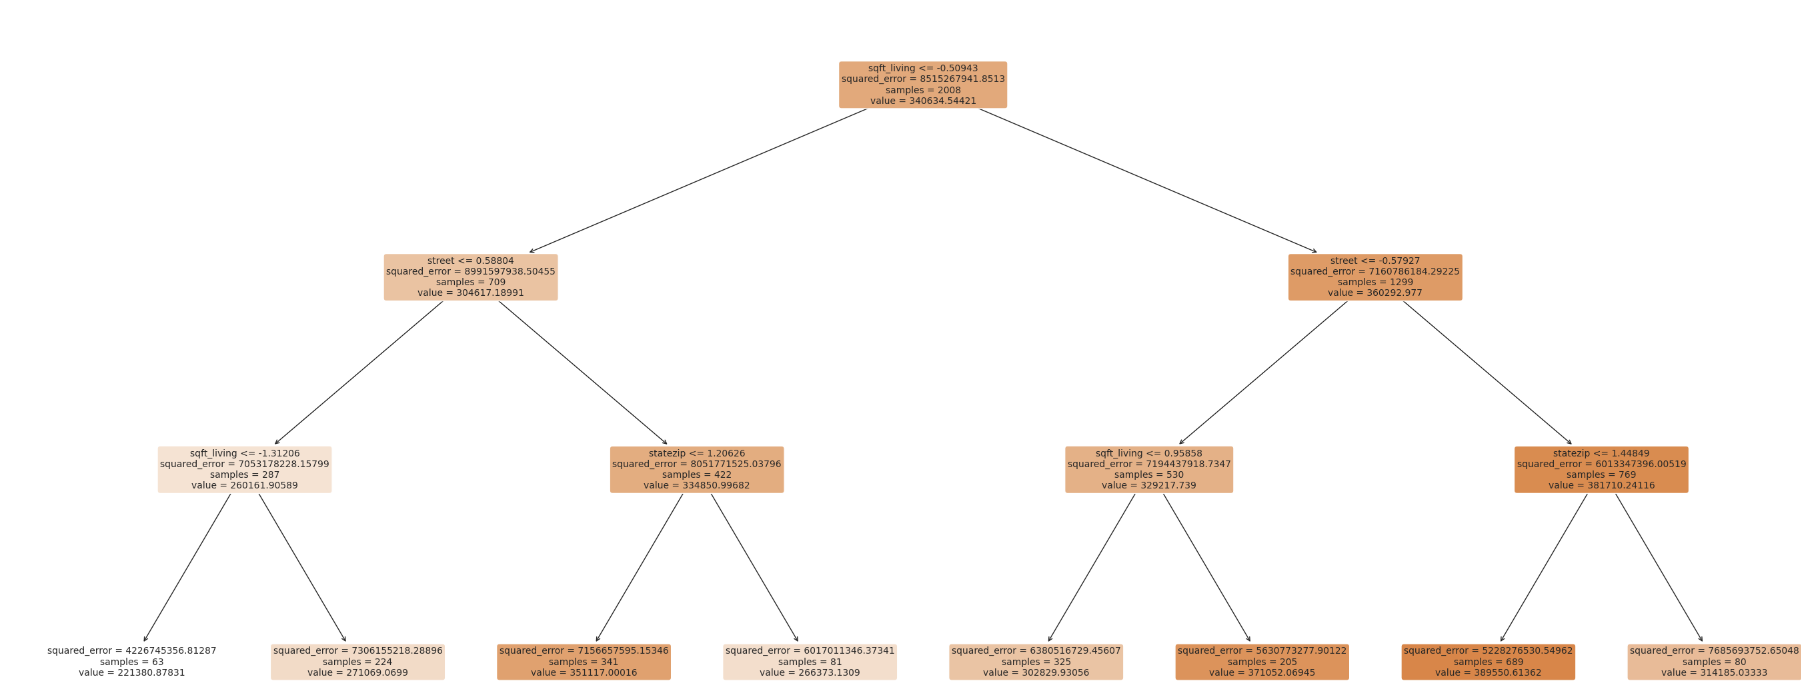 sqft_living <= -0.50943
squared_error = 8515267941.8513
samples = 2008
value = 340634.54421
street <= 0.58804
squared_error = 8991597938.50455
samples = 709
value = 304617.18991
street <= -0.57927
squared_error = 7160786184.29225
samples = 1299
value = 360292.977
sqft_living <= -1.31206
squared_error = 7053178228.15799
samples = 287
value = 260161.90589
statezip <= 1.20626
squared_error = 8051771525.03796
samples = 422
value = 334850.99682
sqft_living <= 0.95858
squared_error = 7194437918.7347
samples = 530
value = 329217.739
statezip <= 1.44849
squared_error = 6013347396.00519
samples = 769
value = 381710.24116
squared_error = 4226745356.81287
samples = 63
value = 221380.87831
squared_error = 7306155218.28896
samples = 224
value = 271069.0699
squared_error = 7156657595.15346
samples = 341
value = 351117.00016
squared_error = 6017011346.37341
samples = 81
value = 266373.1309
squared_error = 6380516729.45607
samples = 325
value = 302829.93056
squared_error = 5630773277.90122
samples = 205
value = 371052.06945
squared_error = 5228276530.54962
samples = 689
value = 389550.61362
squared_error = 7685693752.65048
samples = 80
value = 314185.03333